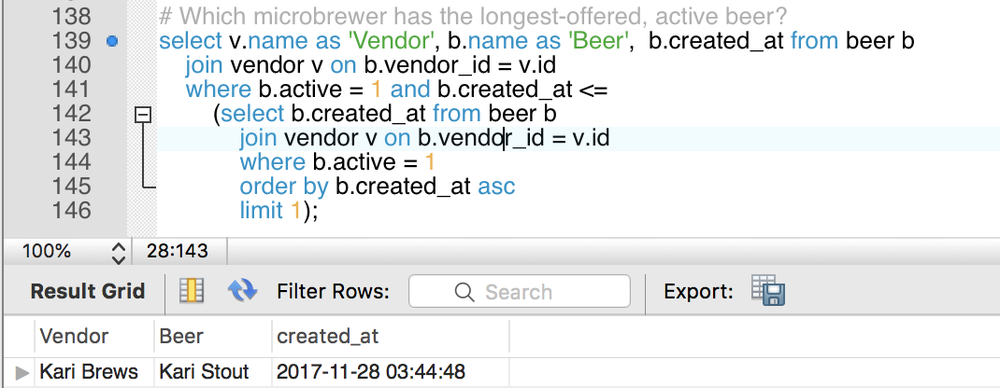 138 # Which microbrewer has the longest-offered, active beer?
139 select v.name as 'Vendor', b.name as 'Beer',  b.created_at from beer b
140 join vendor v on b.vendor_id = v.id
141 where b.active = 1 and b.created_at <=
142 (select b.created_at from beer b
143 join vendor v on b.vendor_id = v.id
144 where b.active = 1
145 order by b.created_at asc
146 limit 1);
100% 28:143
Result Grid Filter Rows: Search Export:
Vendor Beer created_at
Kari Brews Kari Stout 2017-11-28 03:44:48